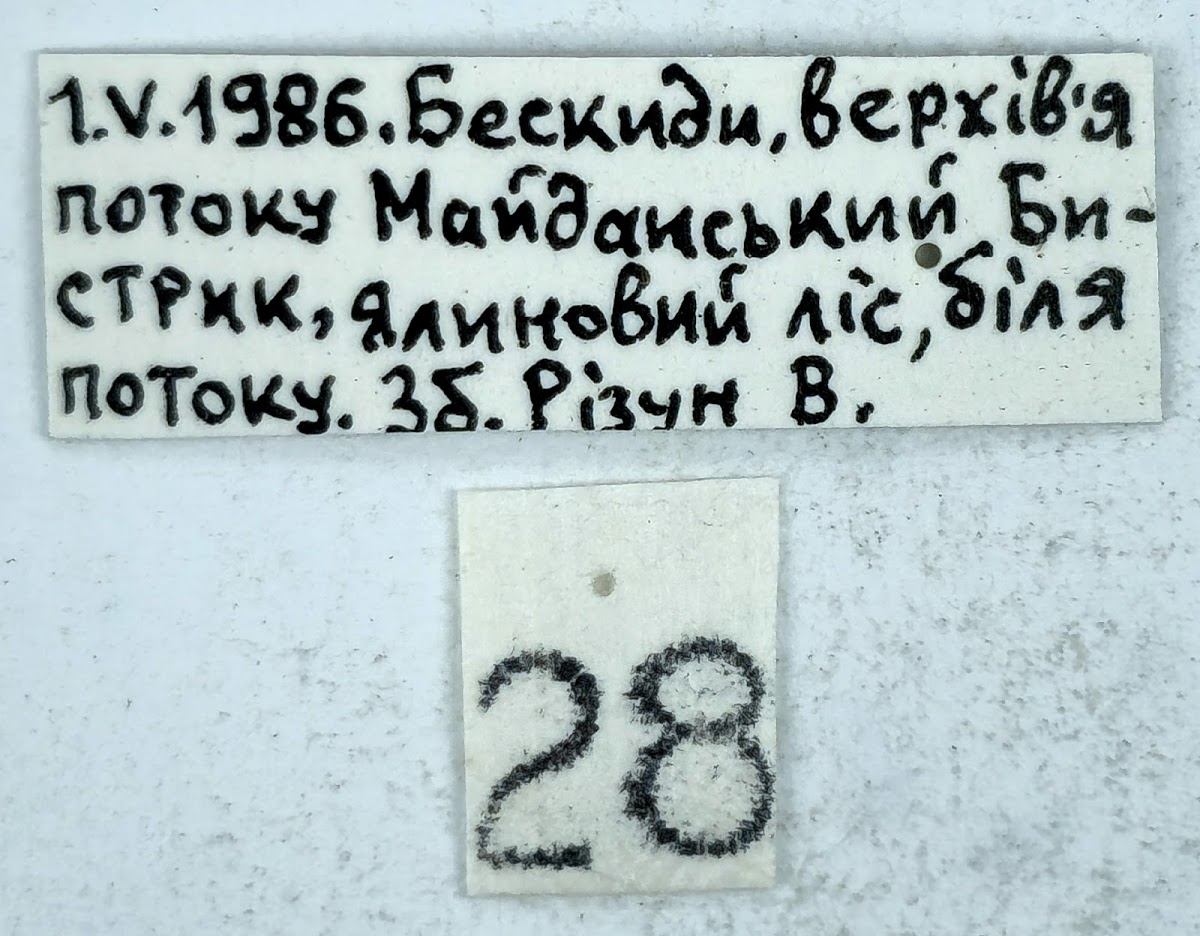 1.V.1986. Бескиди, верхів'я
потоку Майданський Би-
стрик, ялиновий ліс, біля
потоку. Зб. Різун В.
28